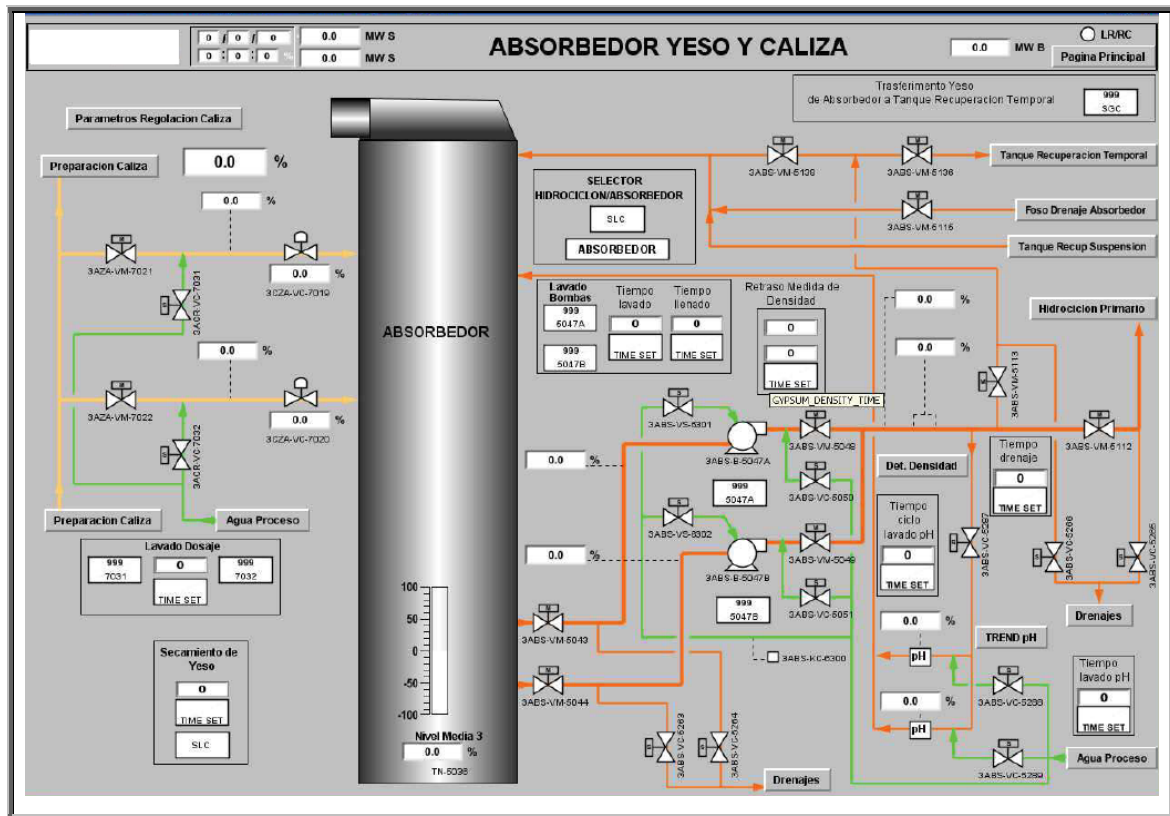 0 / 0 / 0
0.0 MW S
0 : 0 : 0 %
0.0 MW S
ABSORBEDOR YESO Y CALIZA
0.0 MW B
LR/RC
Pagina Principal
Trasferimento Yeso
de Absorbedor a Tanque Recuperacion Temporal
999
SGC
Parametros Regolacion Caliza
0.0 %
Preparacion Caliza
0.0 %
3AZA-VM-7021
3ACR-VC-7031
3CZA-VC-7019
0.0 %
0.0 %
3AZA-VM-7022
3ACR-VC-7032
3CZA-VC-7020
0.0 %
Preparacion Caliza
Agua Proceso
Lavado Dosaje
999
7031
0
TIME SET
999
7032
Secamiento de
Yeso
0
TIME SET
SLC
ABSORBEDOR
100
50
0
-50
-100
Nivel Media 3
0.0 %
TN-5036
SELECTOR
HIDROCICLON/ABSORBEDOR
SLC
ABSORBEDOR
3ABS-VM-5139
3ABS-VM-5136
Tanque Recuperacion Temporal
3ABS-VM-5115
Foso Drenaje Absorbedor
Tanque Recup Suspension
Lavado
Bombas
999
5047A
999
5047B
Tiempo
lavado
0
TIME SET
Tiempo
llenado
0
TIME SET
Retraso Medida de
Densidad
0
0
TIME SET
GYPSUM_DENSITY_TIME
0.0 %
0.0 %
Hidrociclon Primario
3ABS-VM-5113
3ABS-VS-6301
3ABS-B-5047A
3ABS-VM-5048
3ABS-VM-5112
0.0 %
999
5047A
3ABS-VC-5050
Det. Densidad
Tiempo
drenaje
0
TIME SET
3ABS-VS-6302
3ABS-B-5047B
3ABS-VM-5049
0.0 %
999
5047B
3ABS-VC-5051
Tiempo
ciclo
lavado pH
0
TIME SET
3ABS-VC-5287
3ABS-VC-5266
3ABS-VC-5265
Drenajes
3ABS-VM-5043
3ABS-KC-6300
3ABS-VM-5044
3ABS-VC-5263
3ABS-VC-5264
Drenajes
0.0 %
pH
TREND pH
3ABS-VC-5288
0.0 %
pH
3ABS-VC-5289
Tiempo
lavado pH
0
TIME SET
Agua Proceso